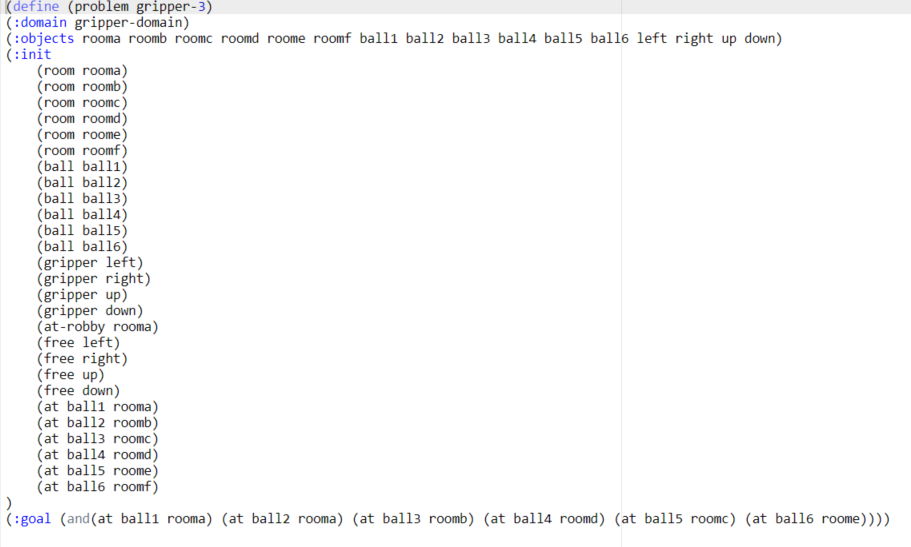 (define (problem gripper-3)
(:domain gripper-domain)
(:objects rooma roomb roomc roomd roome roomf ball1 ball2 ball3 ball4 ball5 ball6 left right up down)
(:init
(room rooma)
(room roomb)
(room roomc)
(room roomd)
(room roome)
(room roomf)
(ball ball1)
(ball ball2)
(ball ball3)
(ball ball4)
(ball ball5)
(ball ball6)
(gripper left)
(gripper right)
(gripper up)
(gripper down)
(at-robby rooma)
(free left)
(free right)
(free up)
(free down)
(at ball1 rooma)
(at ball2 roomb)
(at ball3 roomc)
(at ball4 roomd)
(at ball5 roome)
(at ball6 roomf)
)
(:goal (and(at ball1 rooma) (at ball2 rooma) (at ball3 roomb) (at ball4 roomd) (at ball5 roomc) (at ball6 roome))))